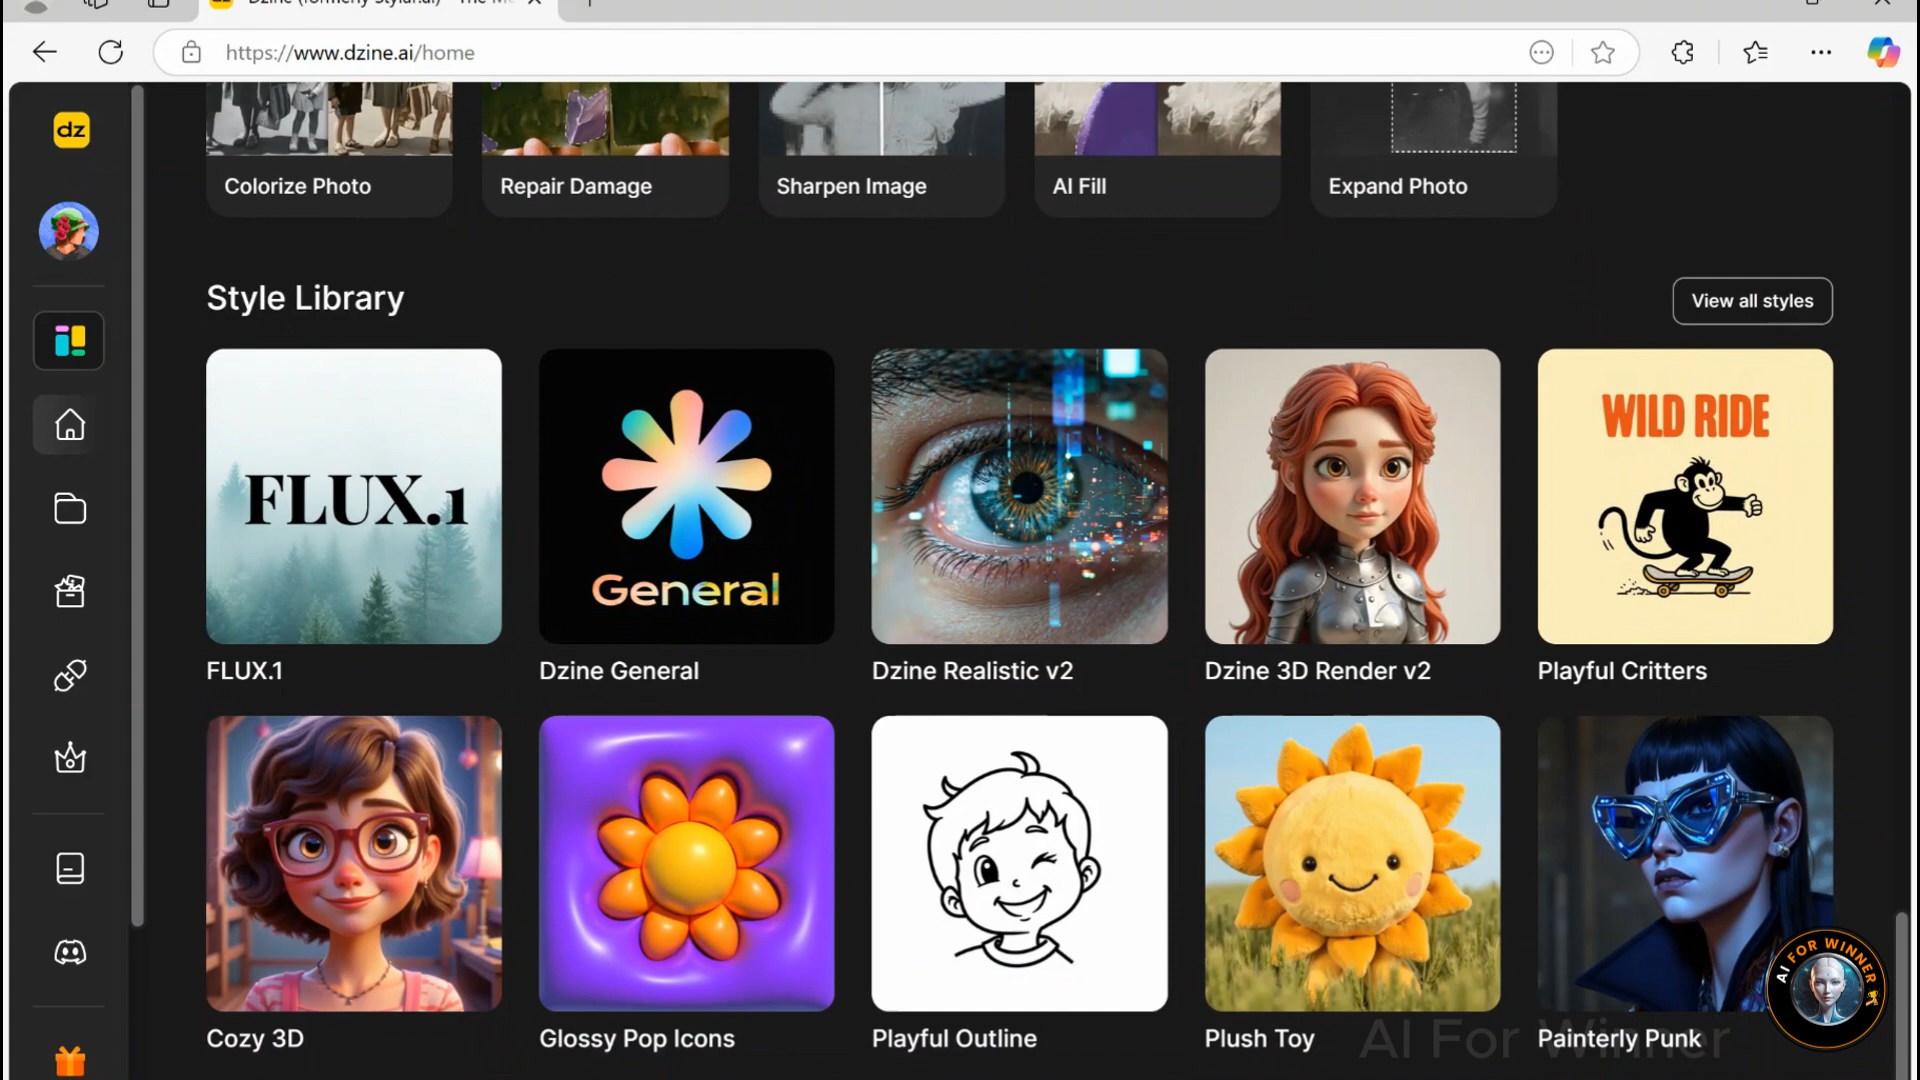 https://www.dzine.ai/home
dz
Colorize Photo
Repair Damage
Sharpen Image
AI Fill
Expand Photo
Style Library
View all styles
FLUX.1
General
WILD RIDE
FLUX.1
Dzine General
Dzine Realistic v2
Dzine 3D Render v2
Playful Critters
Cozy 3D
Glossy Pop Icons
Playful Outline
Plush Toy
Painterly Punk
AI For Winner
AI FOR WINNER